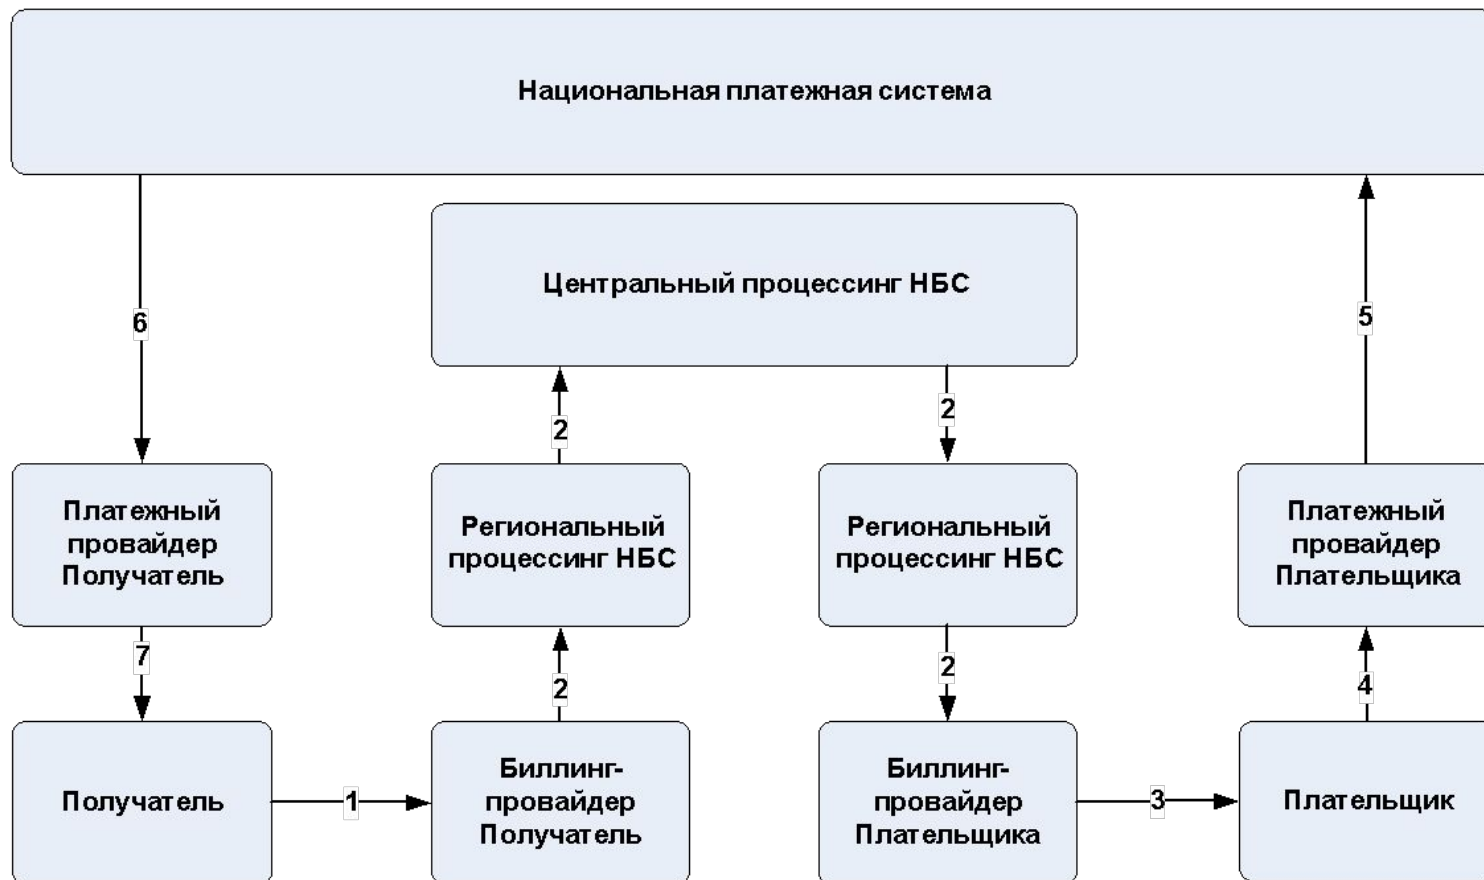 Национальная платежная система
Центральный процессинг НБС
6
5
2
2
Платежный
провайдер
Получатель
Региональный
процессинг НБС
Региональный
процессинг НБС
Платежный
провайдер
Плательщика
7
2
2
4
Получатель
1
Биллинг-
провайдер
Получатель
Биллинг-
провайдер
Плательщика
3
Плательщик